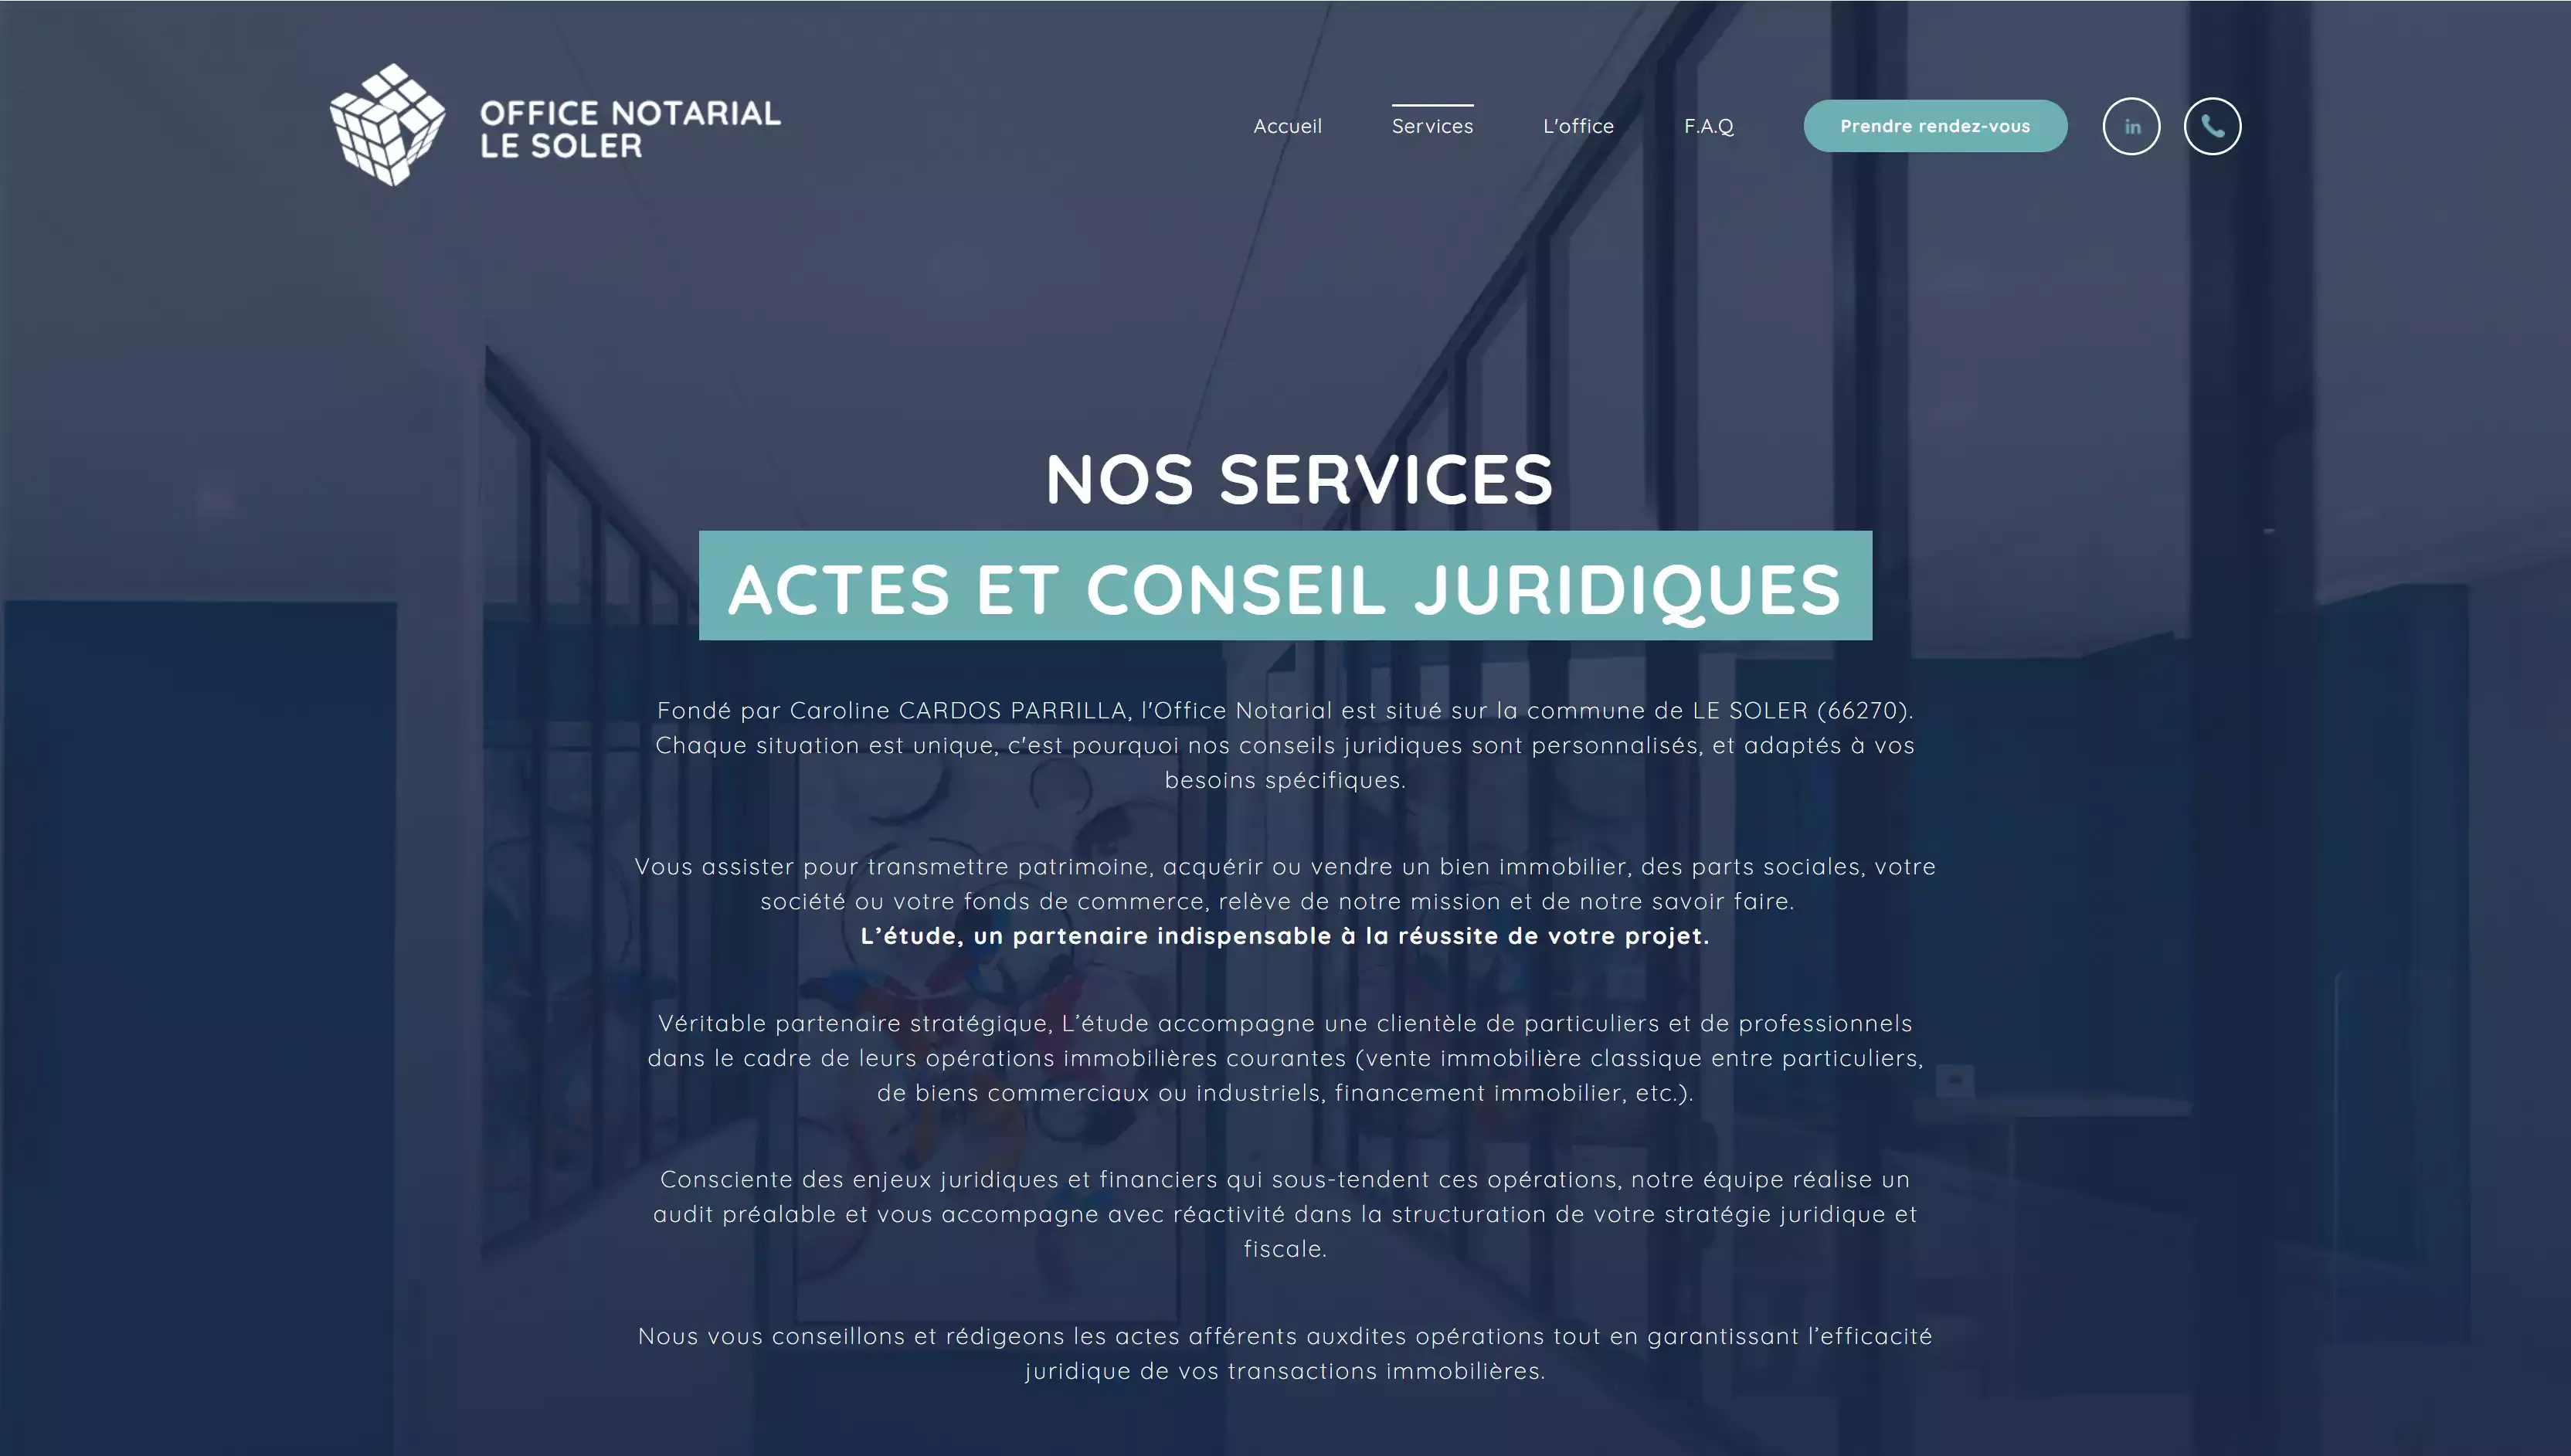 OFFICE NOTARIAL
LE SOLER
Accueil
Services
L'office
F.A.Q
Prendre rendez-vous
in
NOS SERVICES
ACTES ET CONSEIL JURIDIQUES
Fondé par Caroline CARDOS PARRILLA, l'Office Notarial est situé sur la commune de LE SOLER (66270).
Chaque situation est unique, c'est pourquoi nos conseils juridiques sont personnalisés, et adaptés à vos
besoins spécifiques.
Vous assister pour transmettre patrimoine, acquérir ou vendre un bien immobilier, des parts sociales, votre
société ou votre fonds de commerce, relève de notre mission et de notre savoir faire.
L’étude, un partenaire indispensable à la réussite de votre projet.
Véritable partenaire stratégique, L’étude accompagne une clientèle de particuliers et de professionnels
dans le cadre de leurs opérations immobilières courantes (vente immobilière classique entre particuliers,
de biens commerciaux ou industriels, financement immobilier, etc.).
Consciente des enjeux juridiques et financiers qui sous-tendent ces opérations, notre équipe réalise un
audit préalable et vous accompagne avec réactivité dans la structuration de votre stratégie juridique et
fiscale.
Nous vous conseillons et rédigeons les actes afférents auxdites opérations tout en garantissant l’efficacité
juridique de vos transactions immobilières.